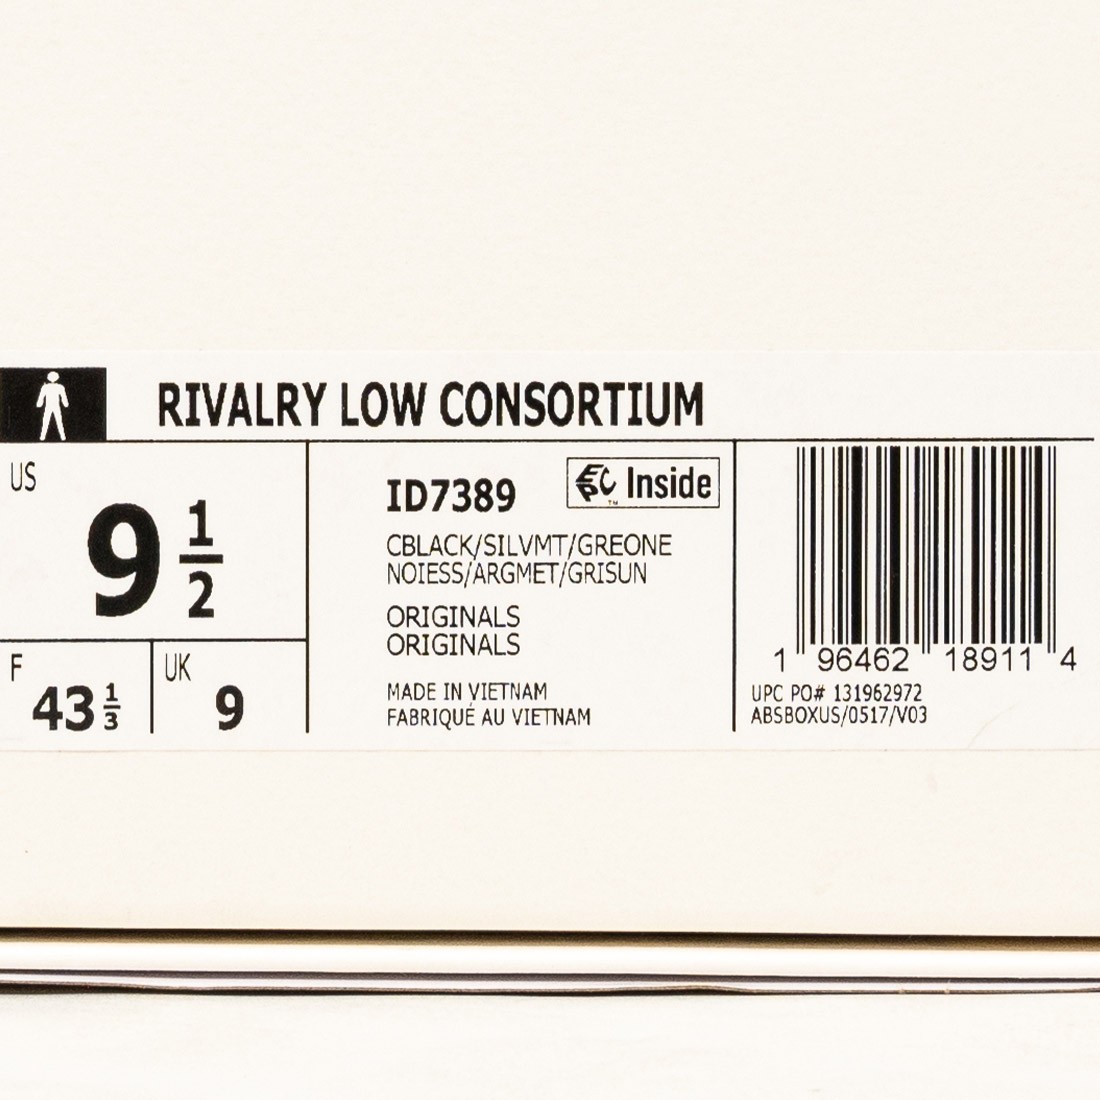 RIVALRY LOW CONSORTIUM
US
9 1/2
F
43 1/3
UK
9
ID7389
EPC™ Inside
CBLACK/SILVMT/GREONE
NOIESS/ARGMET/GRISUN
ORIGINALS
ORIGINALS
MADE IN VIETNAM
FABRIQUÉ AU VIETNAM
1 96462 18911 4
UPC PO# 131962972
ABSBOXUS/0517/V03